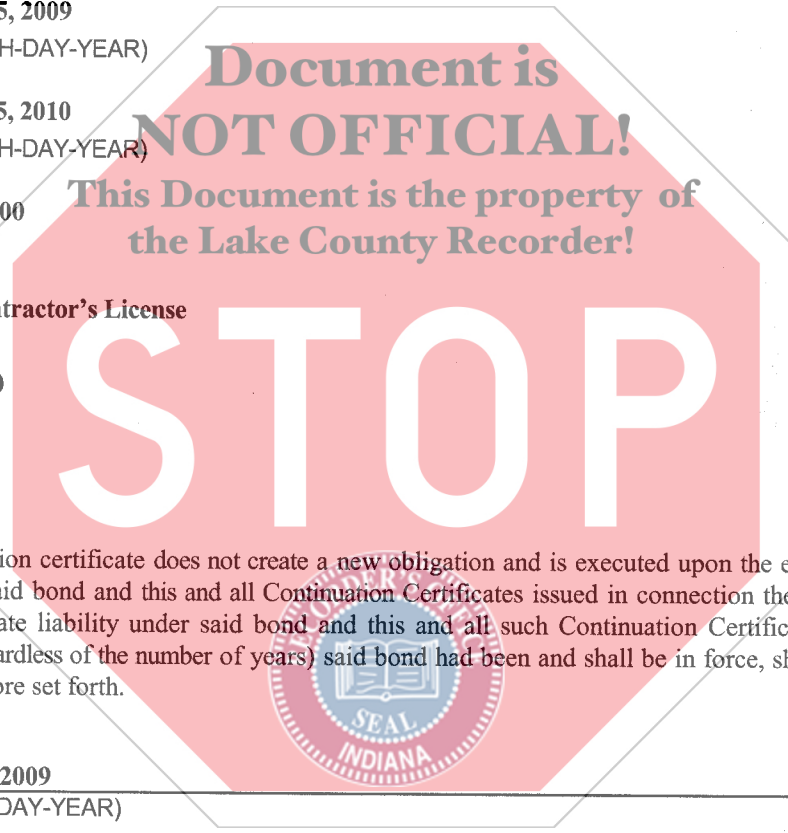 5, 2009
H-DAY-YEAR)
Document is
5, 2010
NOT OFFICIAL!
H-DAY-YEAR)
This Document is the property of
00
the Lake County Recorder!
tractor's License
STOP
)
ion certificate does not create a new obligation and is executed upon the e
aid bond and this and all Continuation Certificates issued in connection the
ate liability under said bond and this and all such Continuation Certific
ardless of the number of years) said bond had been and shall be in force, sh
ore set forth.
SEAL
INDIANA
2009
DAY-YEAR)